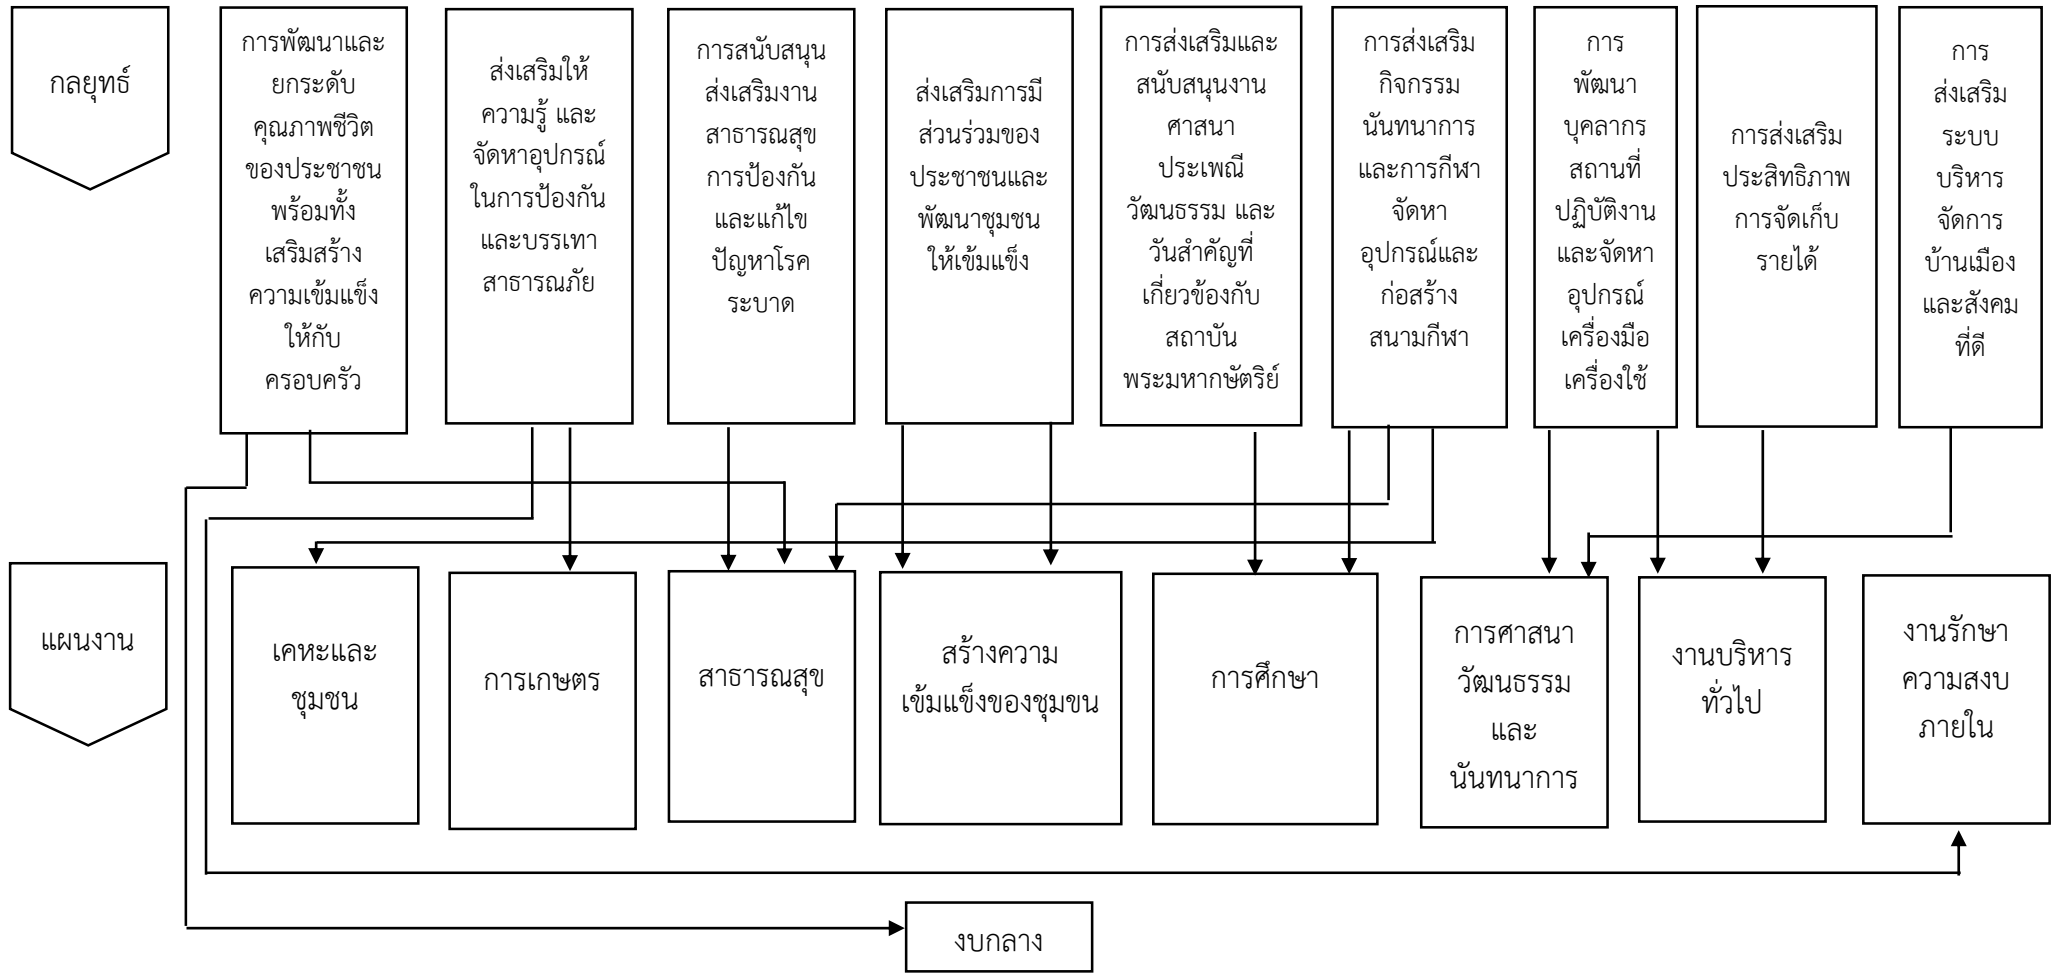 กลยุทธ์
การพัฒนาและ
ยกระดับ
คุณภาพชีวิต
ของประชาชน
พร้อมทั้ง
เสริมสร้าง
ความเข้มแข็ง
ให้กับ
ครอบครัว
ส่งเสริมให้
ความรู้ และ
จัดหาอุปกรณ์
ในการป้องกัน
และบรรเทา
สาธารณภัย
การสนับสนุน
ส่งเสริมงาน
สาธารณสุข
การป้องกัน
และแก้ไข
ปัญหาโรค
ระบาด
ส่งเสริมการมี
ส่วนร่วมของ
ประชาชนและ
พัฒนาชุมชน
ให้เข้มแข็ง
การส่งเสริมและ
สนับสนุนงาน
ศาสนา
ประเพณี
วัฒนธรรม และ
วันสำคัญที่
เกี่ยวข้องกับ
สถาบัน
พระมหากษัตริย์
การส่งเสริม
กิจกรรม
นันทนาการ
และการกีฬา
จัดหา
อุปกรณ์และ
ก่อสร้าง
สนามกีฬา
การ
พัฒนา
บุคลากร
สถานที่
ปฏิบัติงาน
และจัดหา
อุปกรณ์
เครื่องมือ
เครื่องใช้
การส่งเสริม
ประสิทธิภาพ
การจัดเก็บ
รายได้
การ
ส่งเสริม
ระบบ
บริหาร
จัดการ
บ้านเมือง
และสังคม
ที่ดี
แผนงาน
เคหะและ
ชุมชน
การเกษตร
สาธารณสุข
สร้างความ
เข้มแข็งของชุมขน
การศึกษา
การศาสนา
วัฒนธรรม
และ
นันทนาการ
งานบริหาร
ทั่วไป
งานรักษา
ความสงบ
ภายใน
งบกลาง